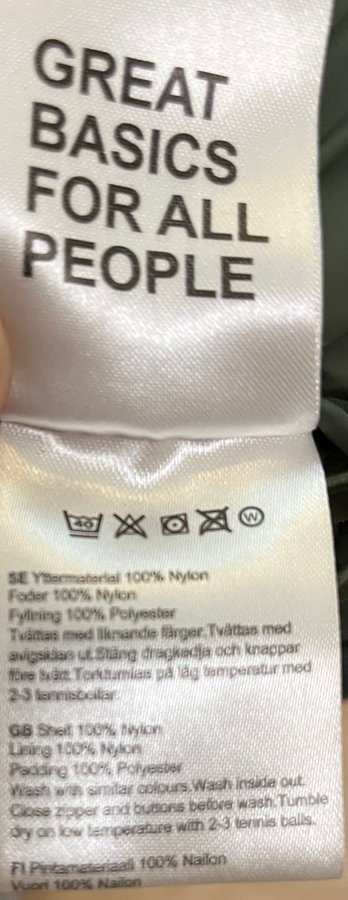 GREAT
BASICS
FOR ALL
PEOPLE
40
W
SE Yttermaterial 100% Nylon
Foder 100% Nylon
Fyllning 100% Polyester
Tvättas med liknande färger.Tvättas med
avigsidan ut.Stäng dragkedja och knappar
före tvätt.Torktumlas på låg temperatur med
2-3 tennisbollar.
GB Shell 100% Nylon
Lining 100% Nylon
Padding 100% Polyester
Wash with similar colours.Wash inside out.
Close zipper and buttons before wash.Tumble
dry on low temperature with 2-3 tennis balls.
FI Pintamateriaali 100% Nailon
Vuori 100% Nailon